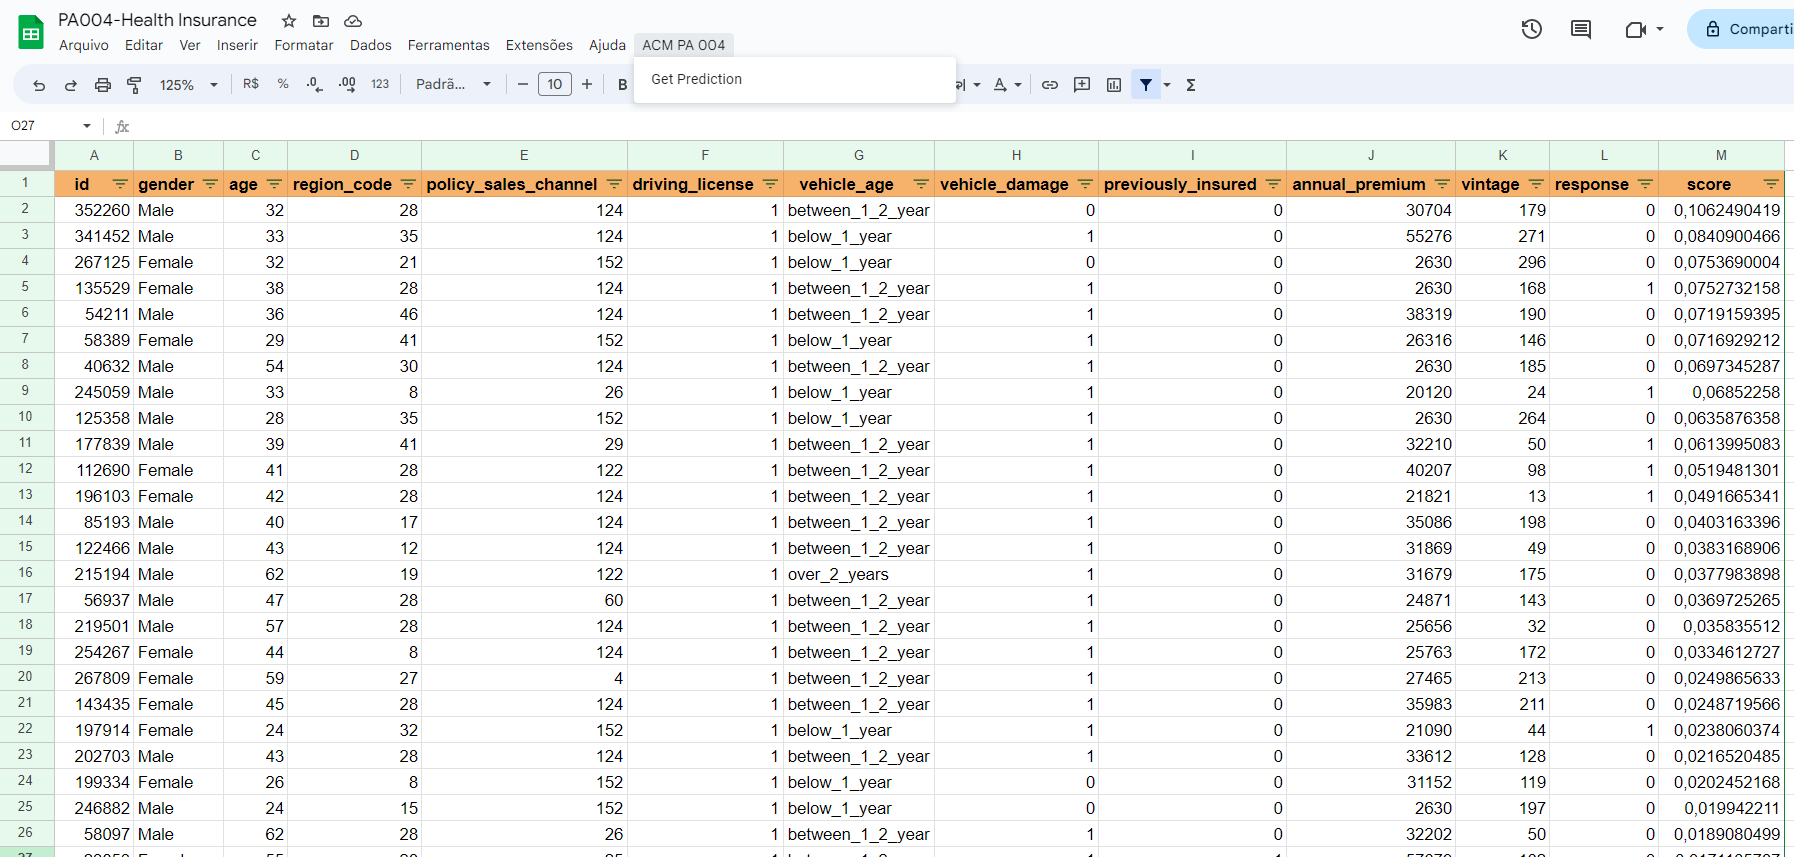 PA004-Health Insurance
Arquivo Editar Ver Inserir Formatar Dados Ferramentas Extensões Ajuda ACM PA 004
Comparti
Get Prediction
125% R$ % .0 .00 123 Padrã... − 10 + B A Σ
O27 fx
A B C D E F G H I J K L M
1 id gender age region_code policy_sales_channel driving_license vehicle_age vehicle_damage previously_insured annual_premium vintage response score
2 352260 Male 32 28 124 1 between_1_2_year 0 0 30704 179 0 0,1062490419
3 341452 Male 33 35 124 1 below_1_year 1 0 55276 271 0 0,0840900466
4 267125 Female 32 21 152 1 below_1_year 0 0 2630 296 0 0,0753690004
5 135529 Female 38 28 124 1 between_1_2_year 1 0 2630 168 1 0,0752732158
6 54211 Male 36 46 124 1 between_1_2_year 1 0 38319 190 0 0,0719159395
7 58389 Female 29 41 152 1 below_1_year 1 0 26316 146 0 0,0716929212
8 40632 Male 54 30 124 1 between_1_2_year 1 0 2630 185 0 0,0697345287
9 245059 Male 33 8 26 1 below_1_year 1 0 20120 24 1 0,06852258
10 125358 Male 28 35 152 1 below_1_year 1 0 2630 264 0 0,0635876358
11 177839 Male 39 41 29 1 between_1_2_year 1 0 32210 50 1 0,0613995083
12 112690 Female 41 28 122 1 between_1_2_year 1 0 40207 98 1 0,0519481301
13 196103 Female 42 28 124 1 between_1_2_year 1 0 21821 13 1 0,0491665341
14 85193 Male 40 17 124 1 between_1_2_year 1 0 35086 198 0 0,0403163396
15 122466 Male 43 12 124 1 between_1_2_year 1 0 31869 49 0 0,0383168906
16 215194 Male 62 19 122 1 over_2_years 1 0 31679 175 0 0,0377983898
17 56937 Male 47 28 60 1 between_1_2_year 1 0 24871 143 0 0,0369725265
18 219501 Male 57 28 124 1 between_1_2_year 1 0 25656 32 0 0,035835512
19 254267 Female 44 8 124 1 between_1_2_year 1 0 25763 172 0 0,0334612727
20 267809 Female 59 27 4 1 between_1_2_year 1 0 27465 213 0 0,0249865633
21 143435 Female 45 28 124 1 between_1_2_year 1 0 35983 211 0 0,0248719566
22 197914 Female 24 32 152 1 below_1_year 1 0 21090 44 1 0,0238060374
23 202703 Male 43 28 124 1 between_1_2_year 1 0 33612 128 0 0,0216520485
24 199334 Female 26 8 152 1 below_1_year 0 0 31152 119 0 0,0202452168
25 246882 Male 24 15 152 1 below_1_year 0 0 2630 197 0 0,019942211
26 58097 Male 62 28 26 1 between_1_2_year 1 0 32202 50 0 0,0189080499